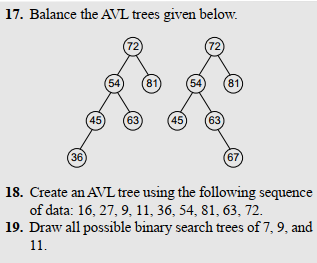 17. Balance the AVL trees given below.
72 72
54 81 54 81
45 63 45 63
36 67
18. Create an AVL tree using the following sequence
of data: 16, 27, 9, 11, 36, 54, 81, 63, 72.
19. Draw all possible binary search trees of 7, 9, and
11.